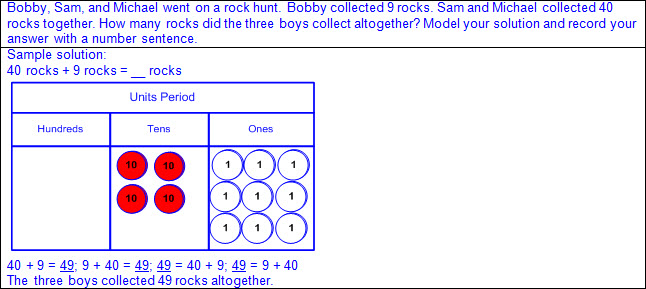 Bobby, Sam, and Michael went on a rock hunt. Bobby collected 9 rocks. Sam and Michael collected 40
rocks together. How many rocks did the three boys collect altogether? Model your solution and record your
answer with a number sentence.
Sample solution:
40 rocks + 9 rocks = __ rocks
Units Period
Hundreds Tens Ones
10 10 1 1 1
10 10 1 1 1
1 1 1
40 + 9 = 49; 9 + 40 = 49; 49 = 40 + 9; 49 = 9 + 40
The three boys collected 49 rocks altogether.